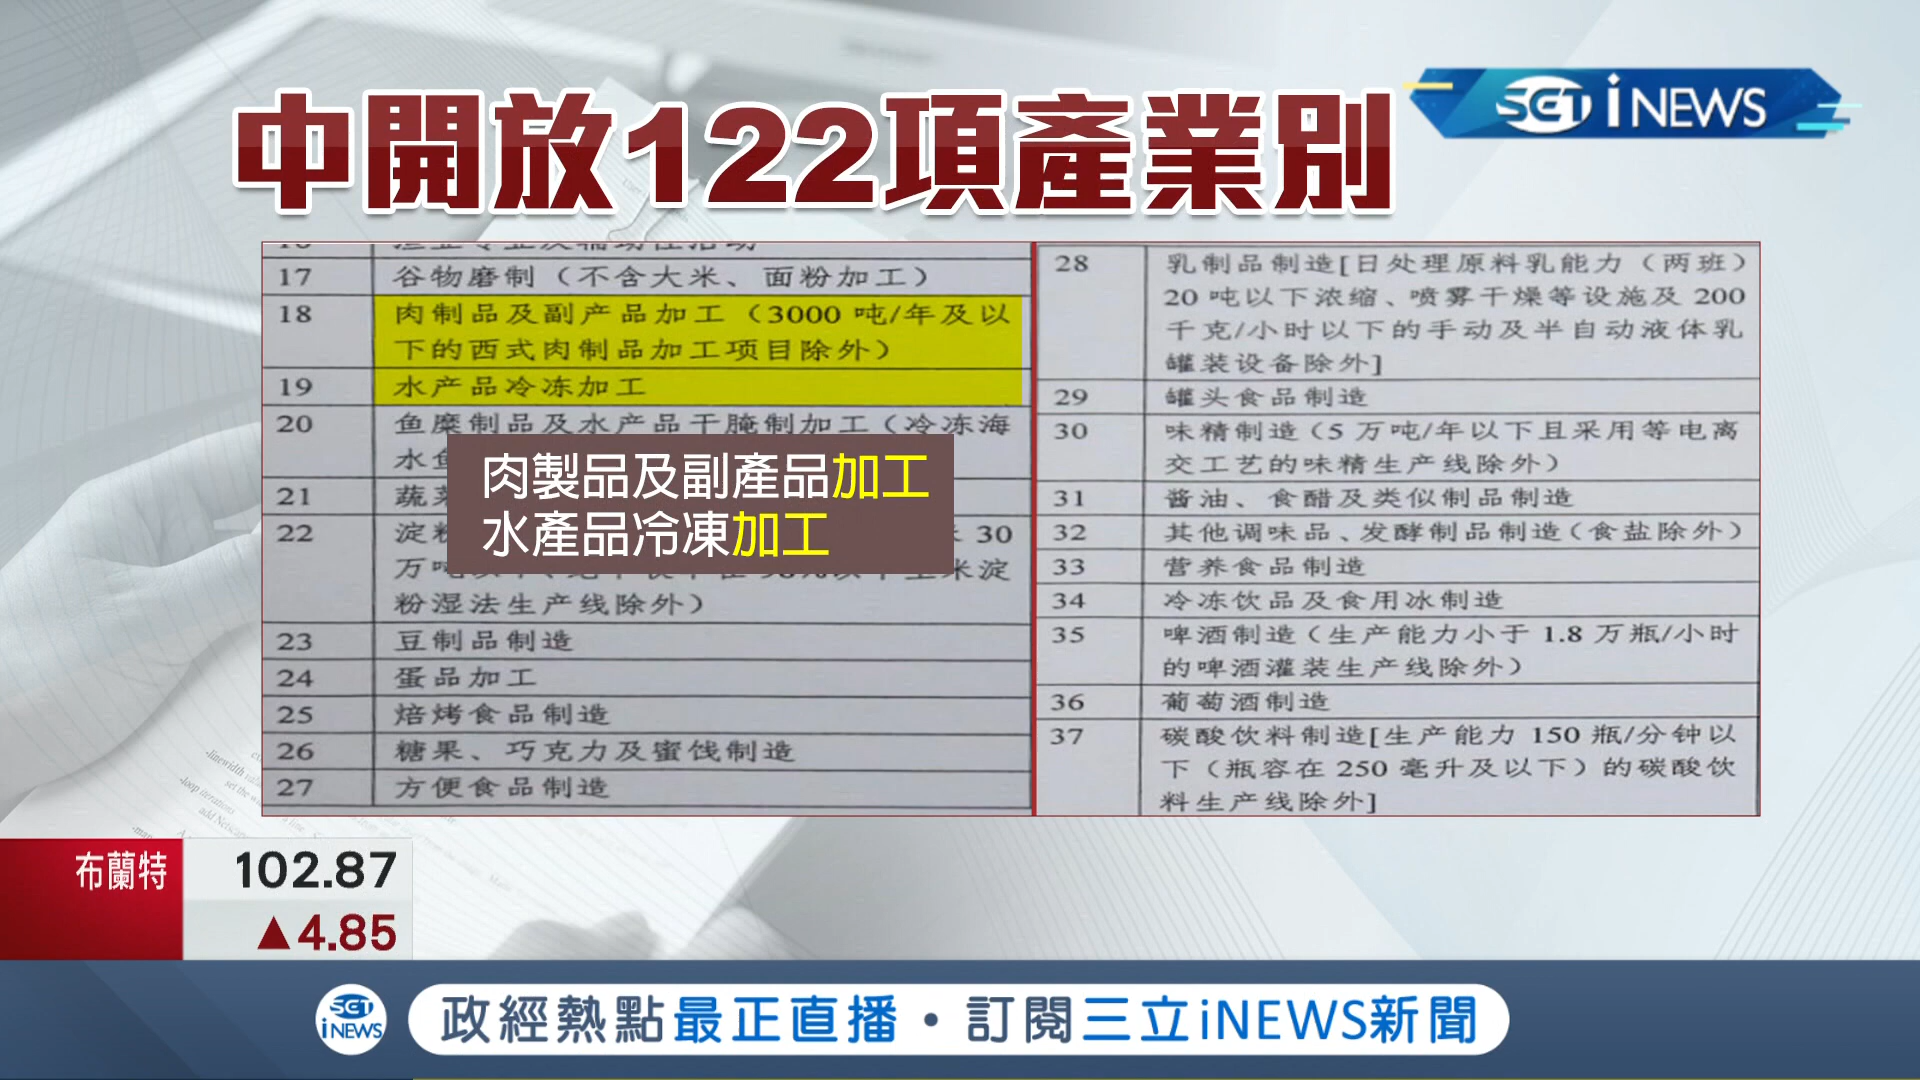 中開放122項產業別
SET iNEWS
17 谷物磨制（不含大米、面粉加工）
18 肉制品及副产品加工（3000 吨/年及以
下的西式肉制品加工项目除外）
19 水产品冷冻加工
20 鱼糜制品及水产品干腌制加工（冷冻海
水
肉製品及副產品加工
水產品冷凍加工
21 蔬
22 淀
30
万
米淀
粉湿法生产线除外）
23 豆制品制造
24 蛋品加工
25 焙烤食品制造
26 糖果、巧克力及蜜饯制造
27 方便食品制造
28 乳制品制造[日处理原料乳能力（两班）
20 吨以下浓缩、喷雾干燥等设施及 200
千克/小时以下的手动及半自动液体乳
罐装设备除外]
29 罐头食品制造
30 味精制造（5 万吨/年以下且采用等电离
交工艺的味精生产线除外）
31 酱油、食醋及类似制品制造
32 其他调味品、发酵制品制造（食盐除外）
33 营养食品制造
34 冷冻饮品及食用冰制造
35 啤酒制造（生产能力小于 1.8 万瓶/小时
的啤酒灌装生产线除外）
36 葡萄酒制造
37 碳酸饮料制造[生产能力 150 瓶/分钟以
下（瓶容在 250 毫升及以下）的碳酸饮
料生产线除外]
布蘭特 102.87
▲4.85
SET iNEWS
政經熱點最正直播・訂閱三立iNEWS新聞